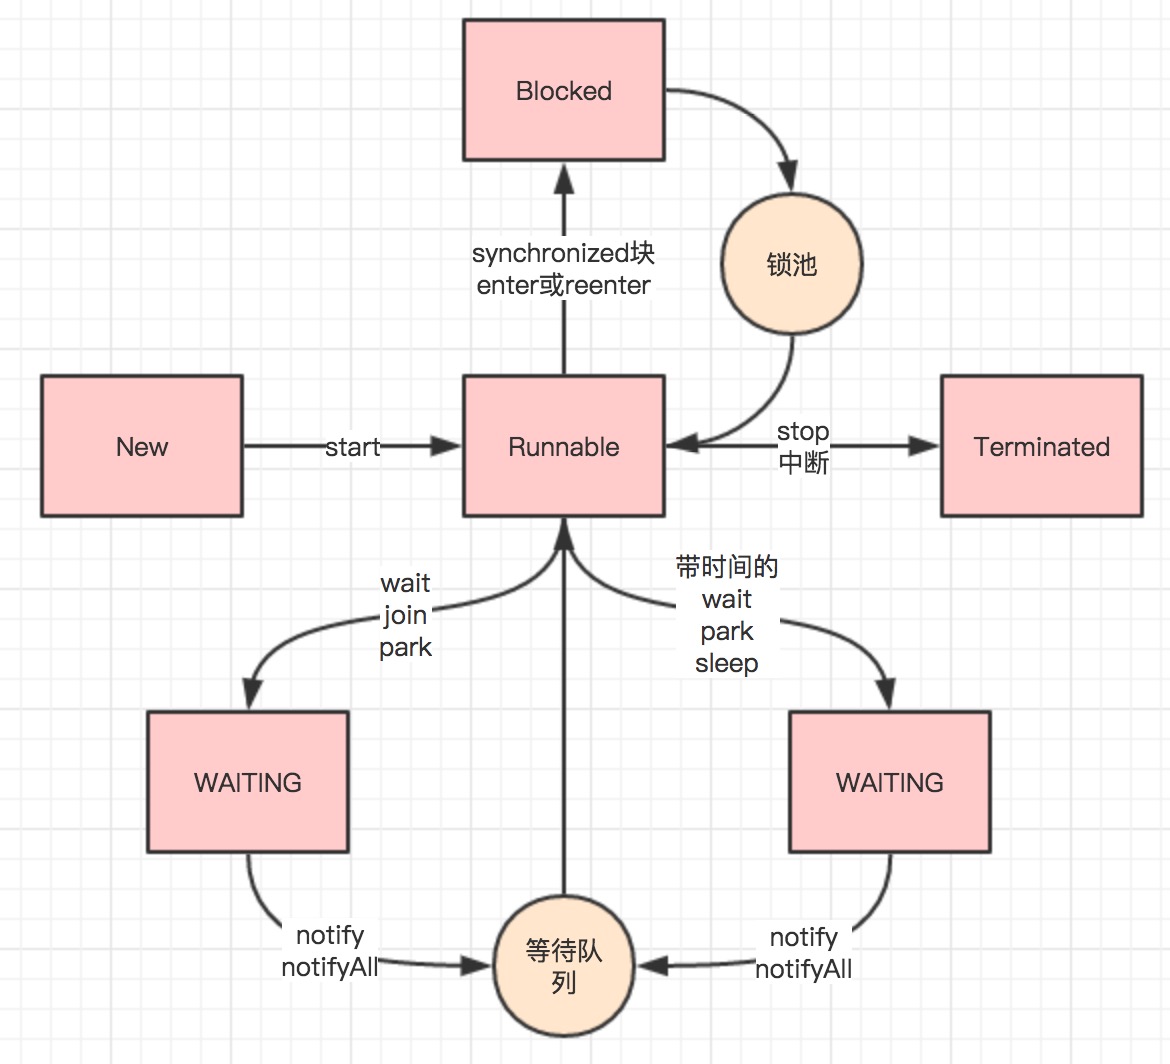 Blocked
synchronized块
enter或reenter
锁池
New
start
Runnable
stop
中断
Terminated
wait
join
park
带时间的
wait
park
sleep
WAITING
WAITING
notify
notifyAll
等待队
列
notify
notifyAll